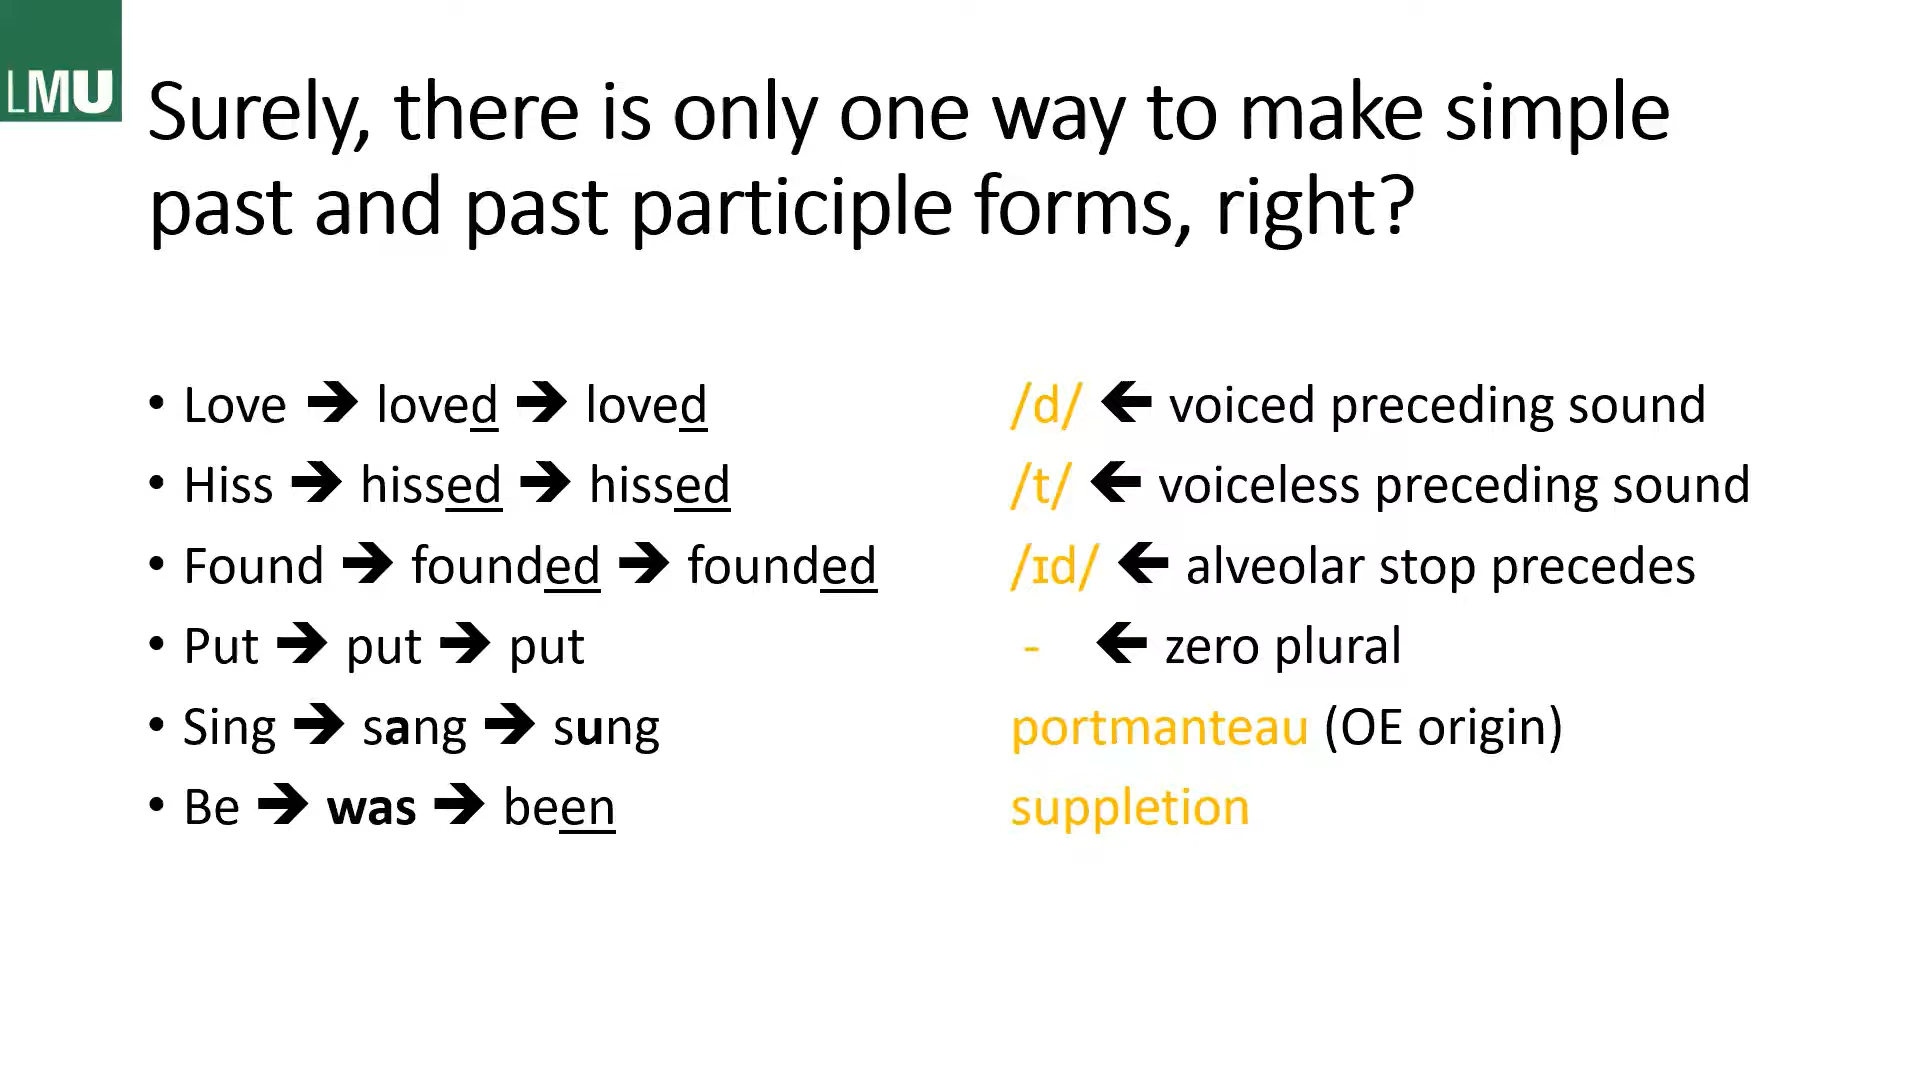 LMU
Surely, there is only one way to make simple
past and past participle forms, right?
• Love → loved → loved /d/ ← voiced preceding sound
• Hiss → hissed → hissed /t/ ← voiceless preceding sound
• Found → founded → founded /ɪd/ ← alveolar stop precedes
• Put → put → put - ← zero plural
• Sing → sang → sung portmanteau (OE origin)
• Be → was → been suppletion